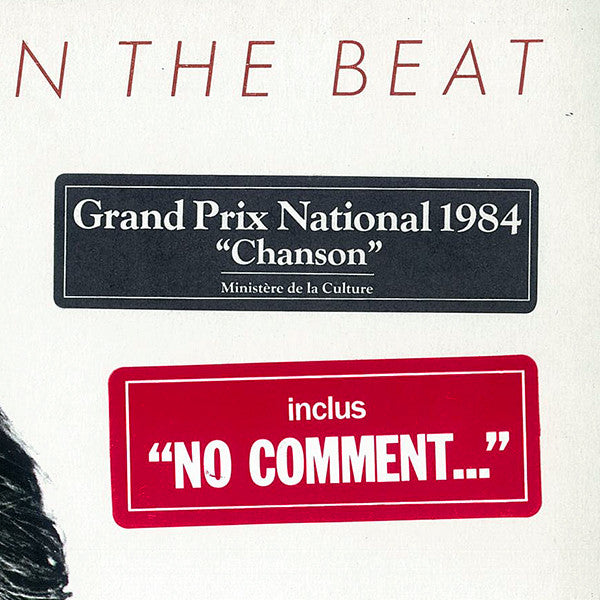 N THE BEAT
Grand Prix National 1984
“Chanson”
Ministère de la Culture
inclus
“NO COMMENT...”